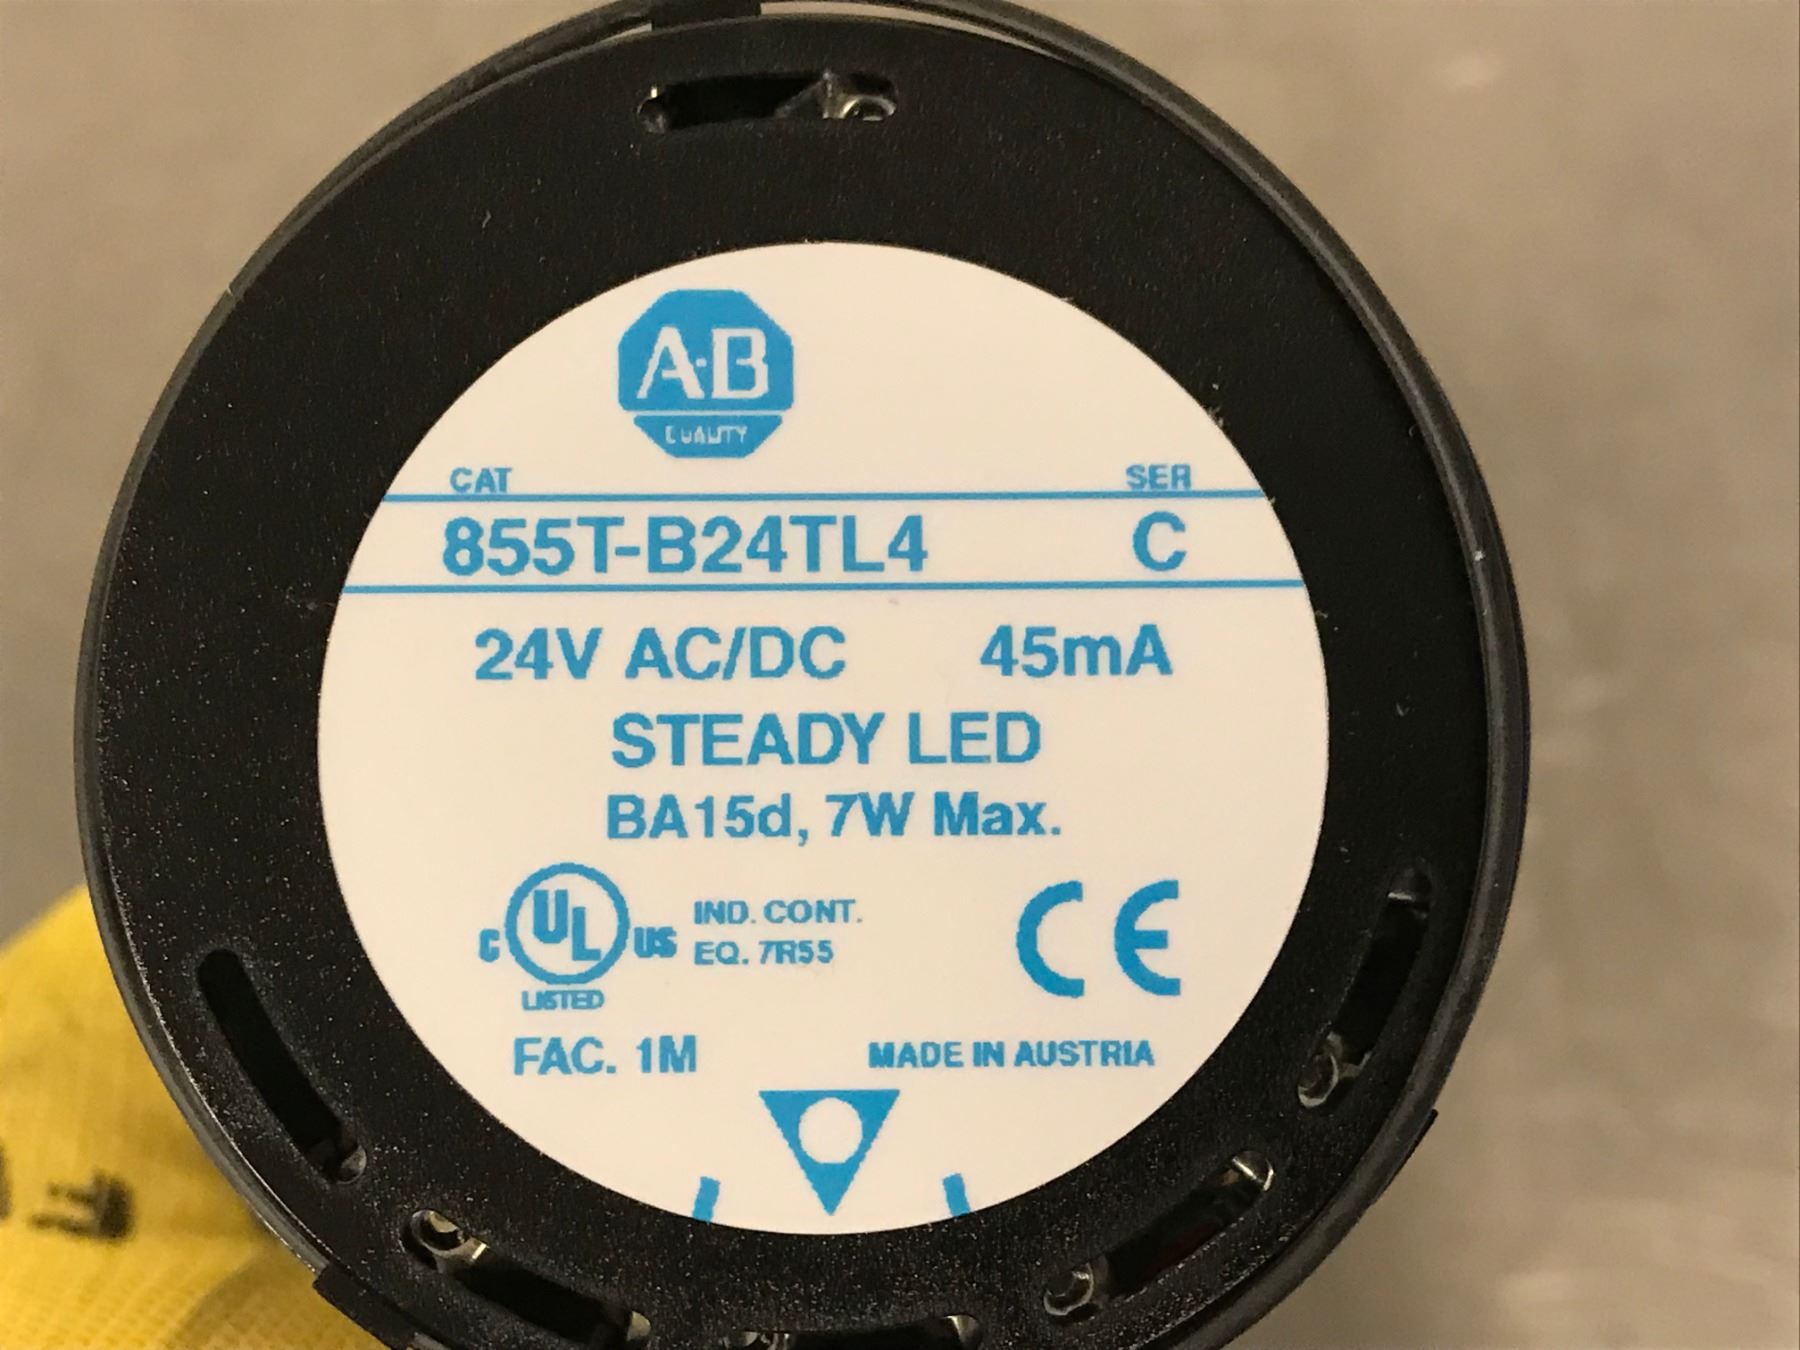 A·B
QUALITY
CAT SER
855T-B24TL4 C
24V AC/DC 45mA
STEADY LED
BA15d, 7W Max.
C UL US IND. CONT.
EQ. 7R55
LISTED
CE
FAC. 1M MADE IN AUSTRIA